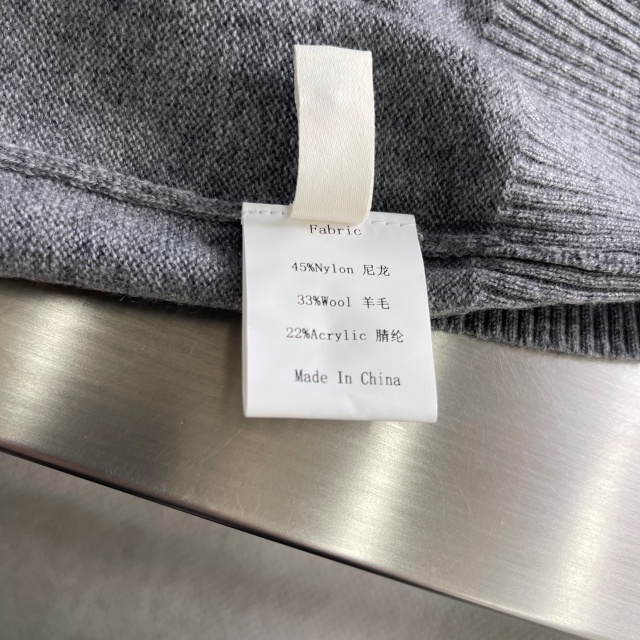 Fabric
45%Nylon 尼龙
33%Wool 羊毛
22%Acrylic 腈纶
Made In China